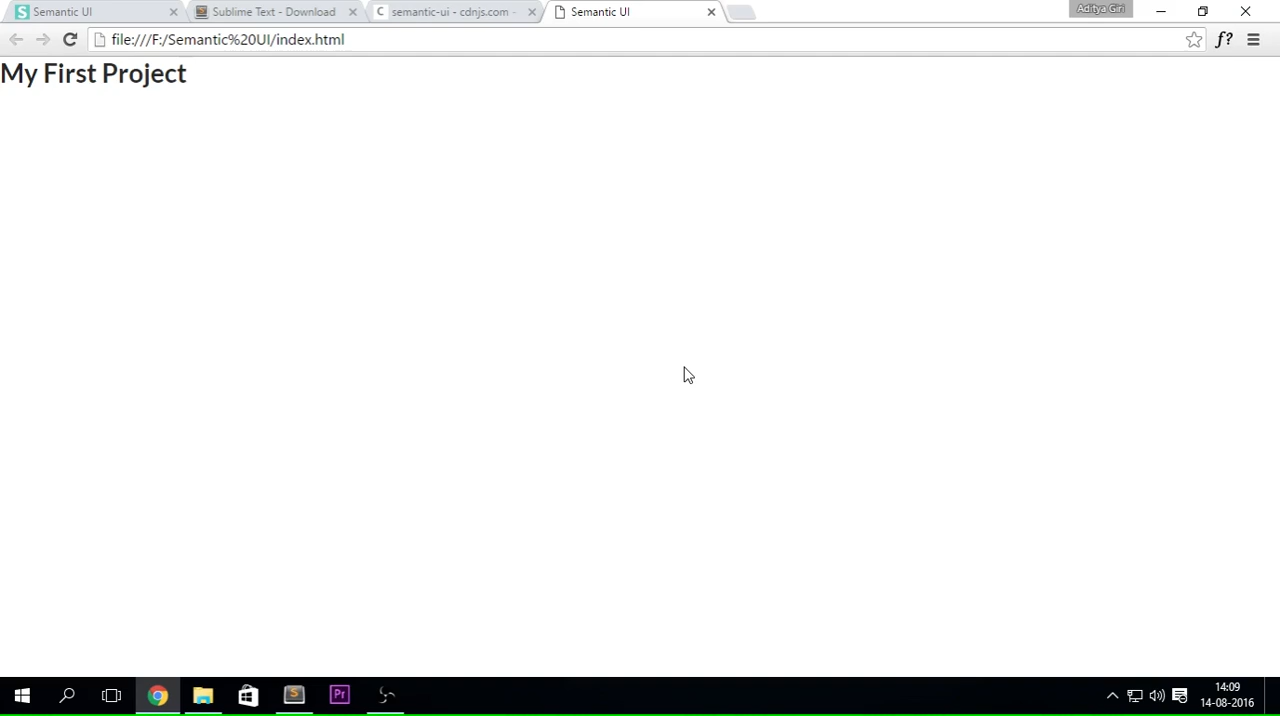 Semantic UI
Sublime Text - Download
semantic-ui - cdnjs.com -
Semantic UI
Aditya Giri
file:///F:/Semantic%20UI/index.html
f?
My First Project
14:09
14-08-2016